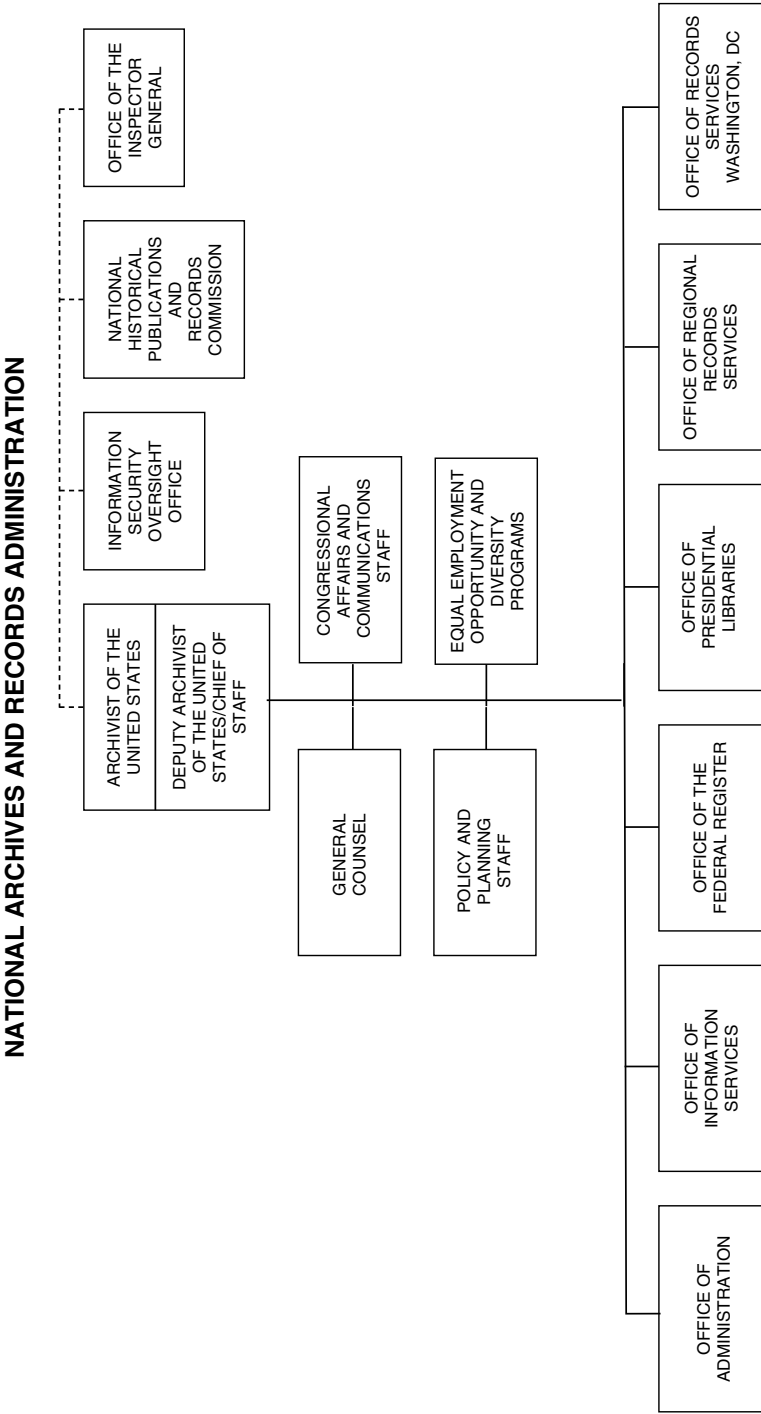 NATIONAL ARCHIVES AND RECORDS ADMINISTRATION
ARCHIVIST OF THE
UNITED STATES
DEPUTY ARCHIVIST
OF THE UNITED
STATES/CHIEF OF
STAFF
INFORMATION
SECURITY
OVERSIGHT
OFFICE
NATIONAL
HISTORICAL
PUBLICATIONS
AND
RECORDS
COMMISSION
OFFICE OF THE
INSPECTOR
GENERAL
GENERAL
COUNSEL
CONGRESSIONAL
AFFAIRS AND
COMMUNICATIONS
STAFF
POLICY AND
PLANNING
STAFF
EQUAL EMPLOYMENT
OPPORTUNITY AND
DIVERSITY
PROGRAMS
OFFICE OF
ADMINISTRATION
OFFICE OF
INFORMATION
SERVICES
OFFICE OF THE
FEDERAL REGISTER
OFFICE OF
PRESIDENTIAL
LIBRARIES
OFFICE OF REGIONAL
RECORDS
SERVICES
OFFICE OF RECORDS
SERVICES
WASHINGTON, DC